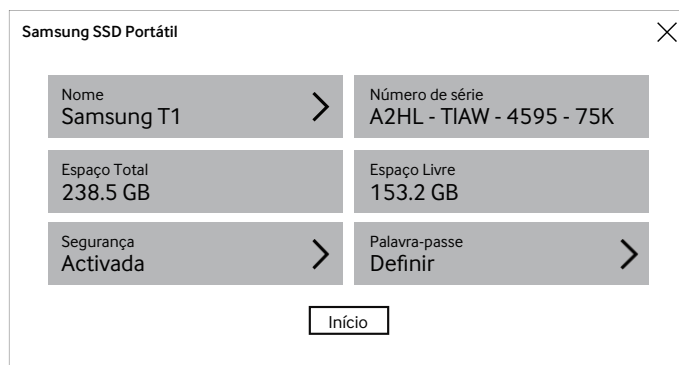 Samsung SSD Portátil
Nome
Samsung T1
Número de série
A2HL - TIAW - 4595 - 75K
Espaço Total
238.5 GB
Espaço Livre
153.2 GB
Segurança
Activada
Palavra-passe
Definir
Início